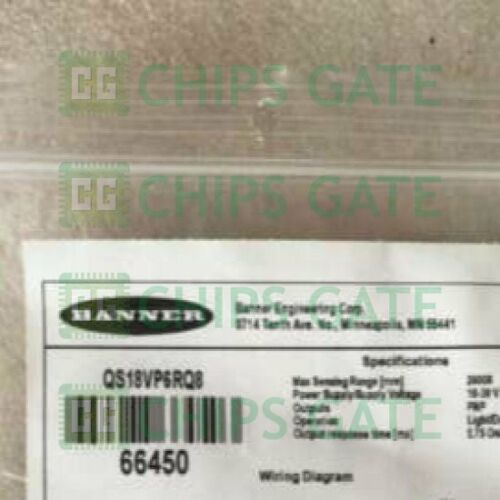 CHIPS GATE
CHIPS GATE
CHIPS GATE
CHIPS GATE
BANNER
Banner Engineering Corp.
9714 Tenth Ave. No., Minneapolis, MN 55441
QS18VP6RQ8
66450
Specifications
Max Sensing Range [mm]
Power Supply/Supply Voltage
Outputs
PNP
Operation
Output response time [ms]
Wiring Diagram